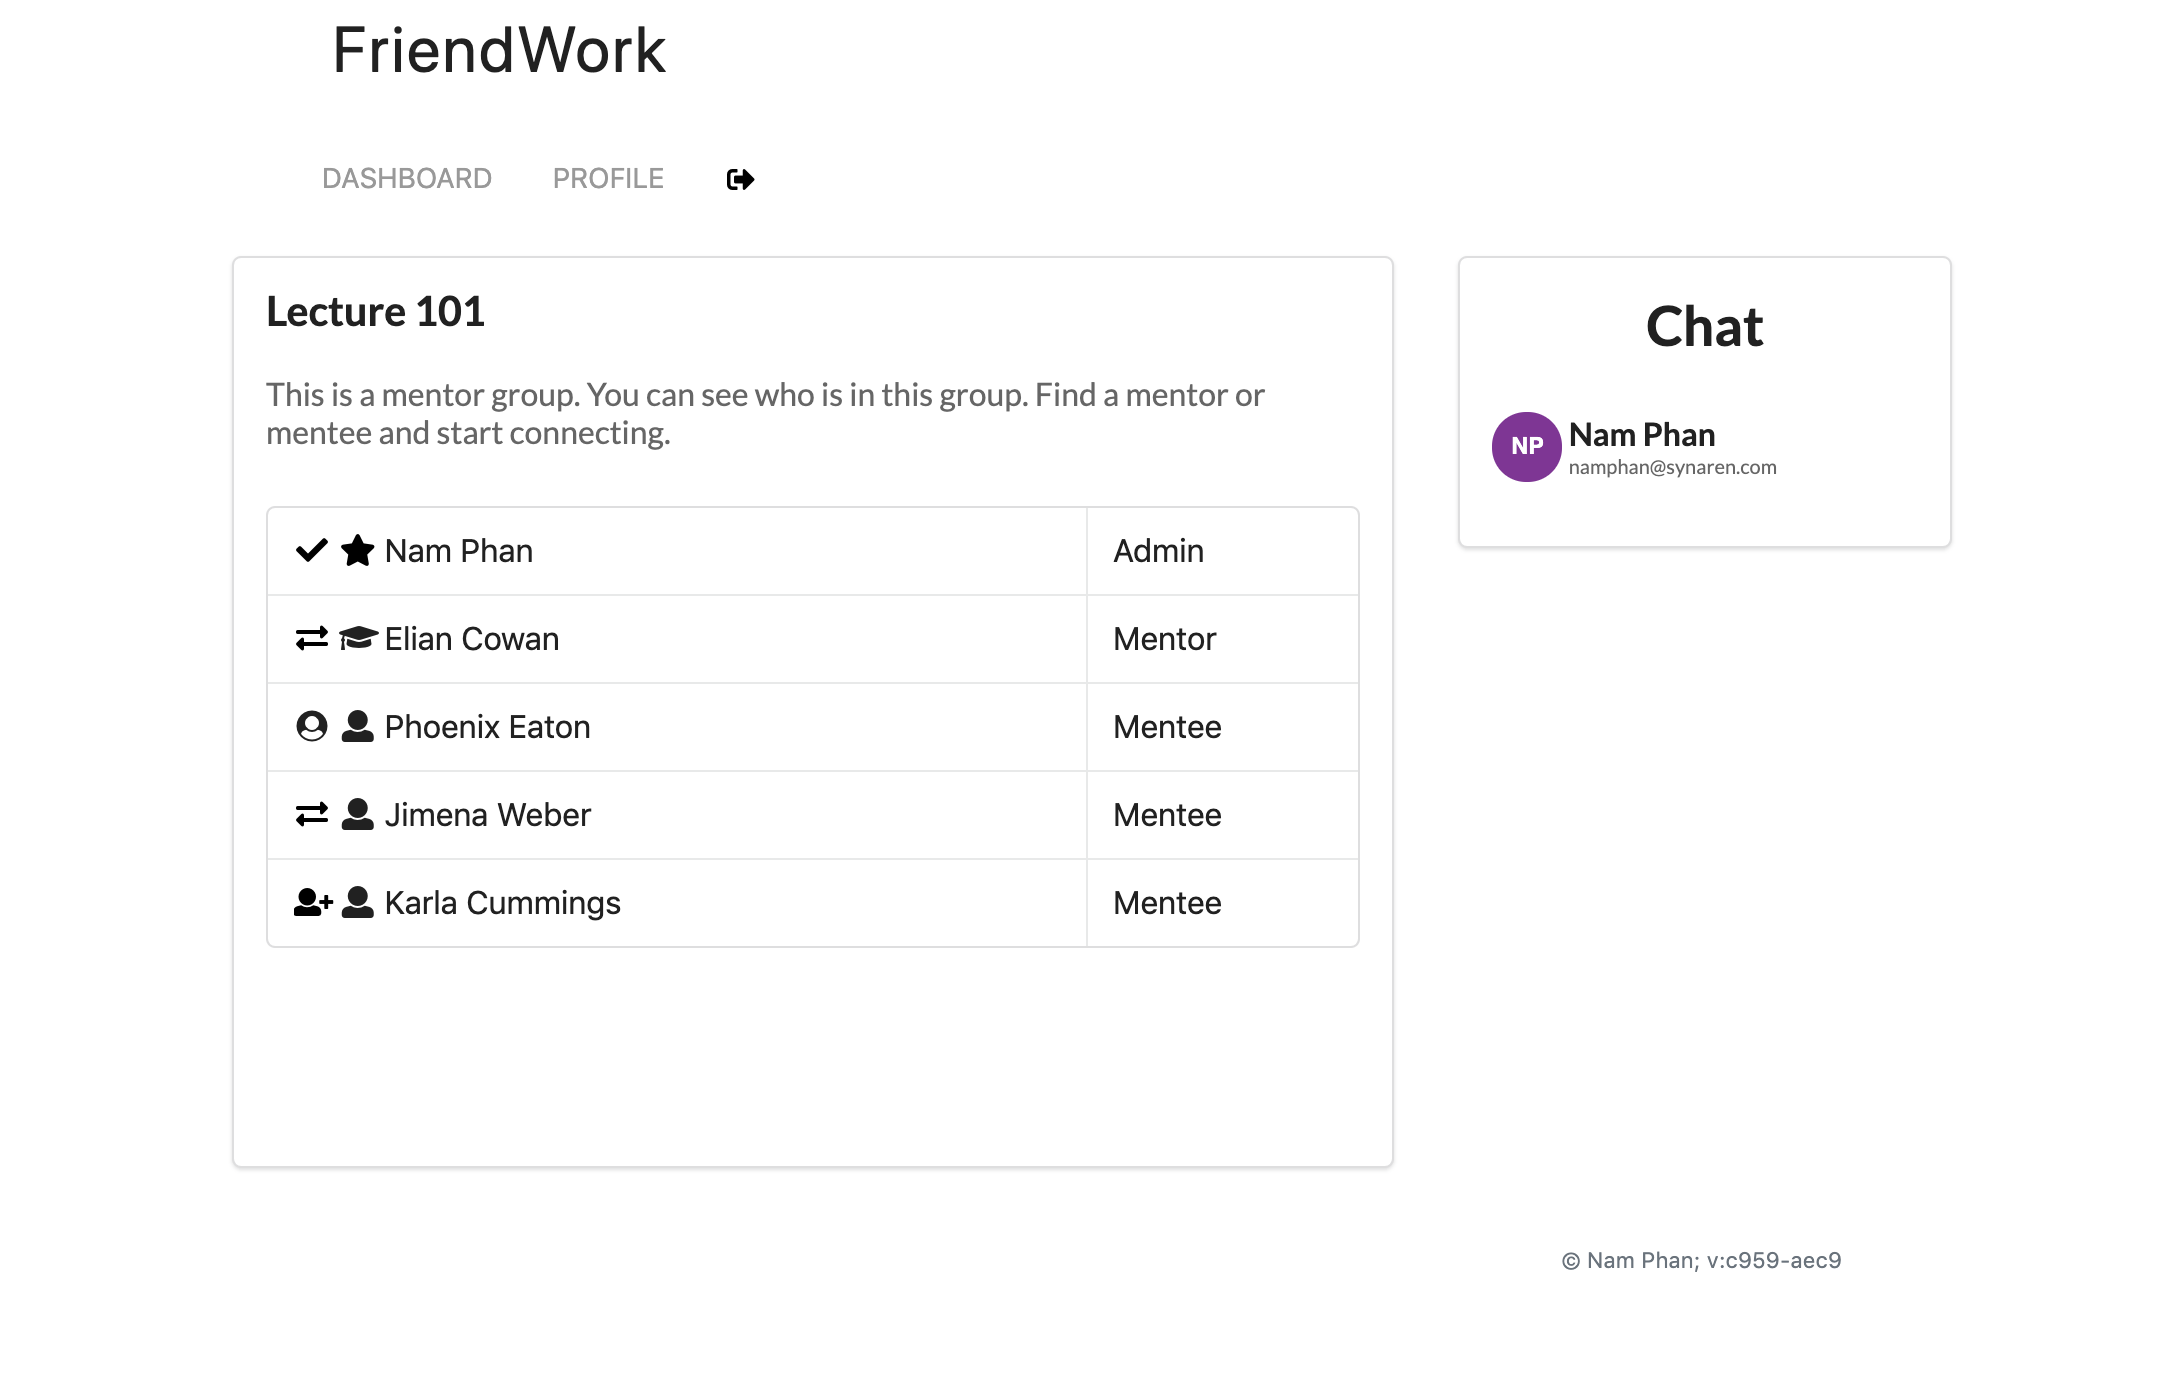 FriendWork
DASHBOARD PROFILE
Lecture 101
This is a mentor group. You can see who is in this group. Find a mentor or
mentee and start connecting.
Nam Phan Admin
Elian Cowan Mentor
Phoenix Eaton Mentee
Jimena Weber Mentee
Karla Cummings Mentee
Chat
NP
Nam Phan
namphan@synaren.com
© Nam Phan; v:c959-aec9